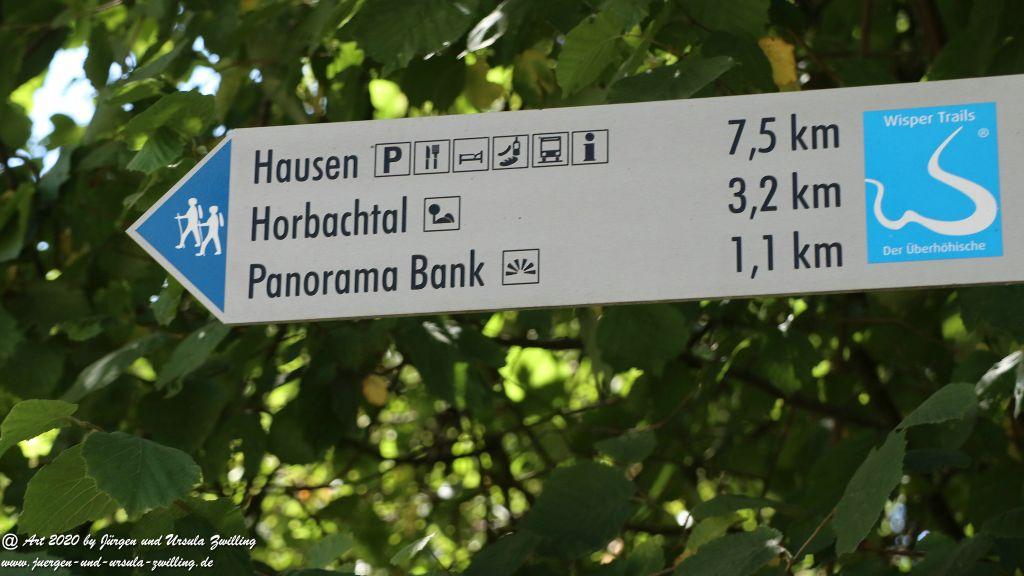 Hausen P i 7,5 km
Horbachtal 3,2 km
Panorama Bank 1,1 km
Wisper Trails
®
Der Überhöhische
@ Art 2020 by Jürgen und Ursula Zwilling
www.juergen-und-ursula-zwilling.de